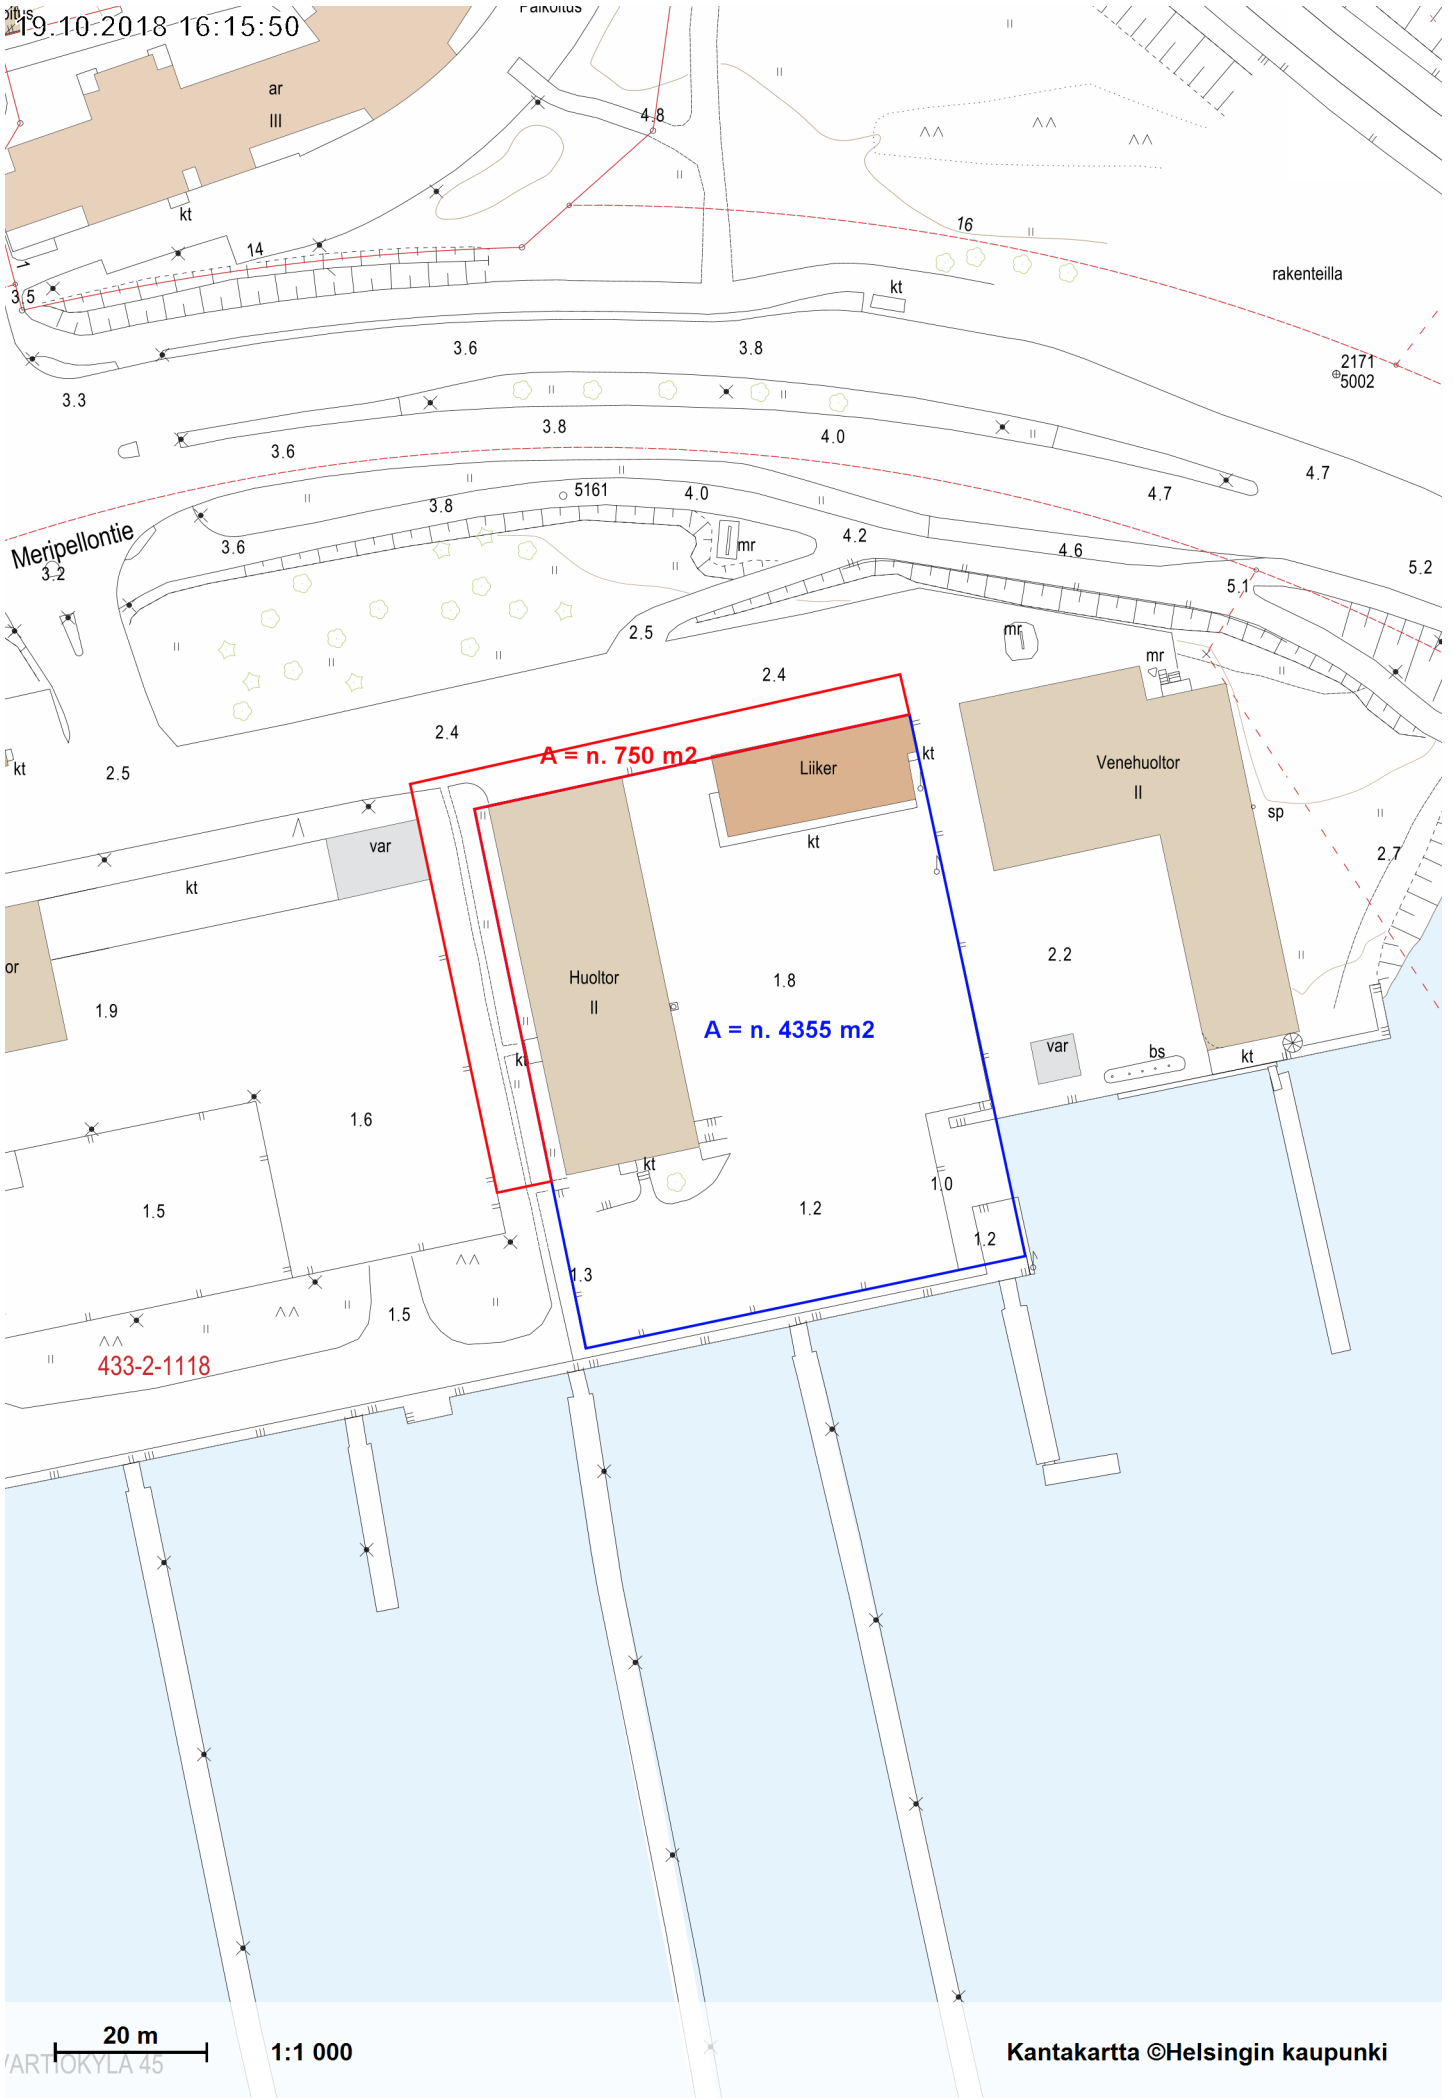 19.10.2018 16:15:50
Paikoitus
ar
III
4.8
kt
14
16
1
3.5
rakenteilla
kt
3.6
3.8
2171
5002
3.3
3.8
4.0
3.6
4.7
4.7
5161
4.0
3.8
Meripellontie
3.6
mr
4.2
4.6
3.2
5.2
5.1
2.5
mr
mr
2.4
2.4
A = n. 750 m2
kt
Liiker
Venehuoltor
II
kt
2.5
sp
var
kt
2.7
kt
or
Huoltor
II
1.8
2.2
1.9
A = n. 4355 m2
kt
var
bs
kt
1.6
kt
1.0
1.5
1.2
1.2
1.3
1.5
433-2-1118
20 m
1:1 000
VARTIOKYLÄ 45
Kantakartta ©Helsingin kaupunki